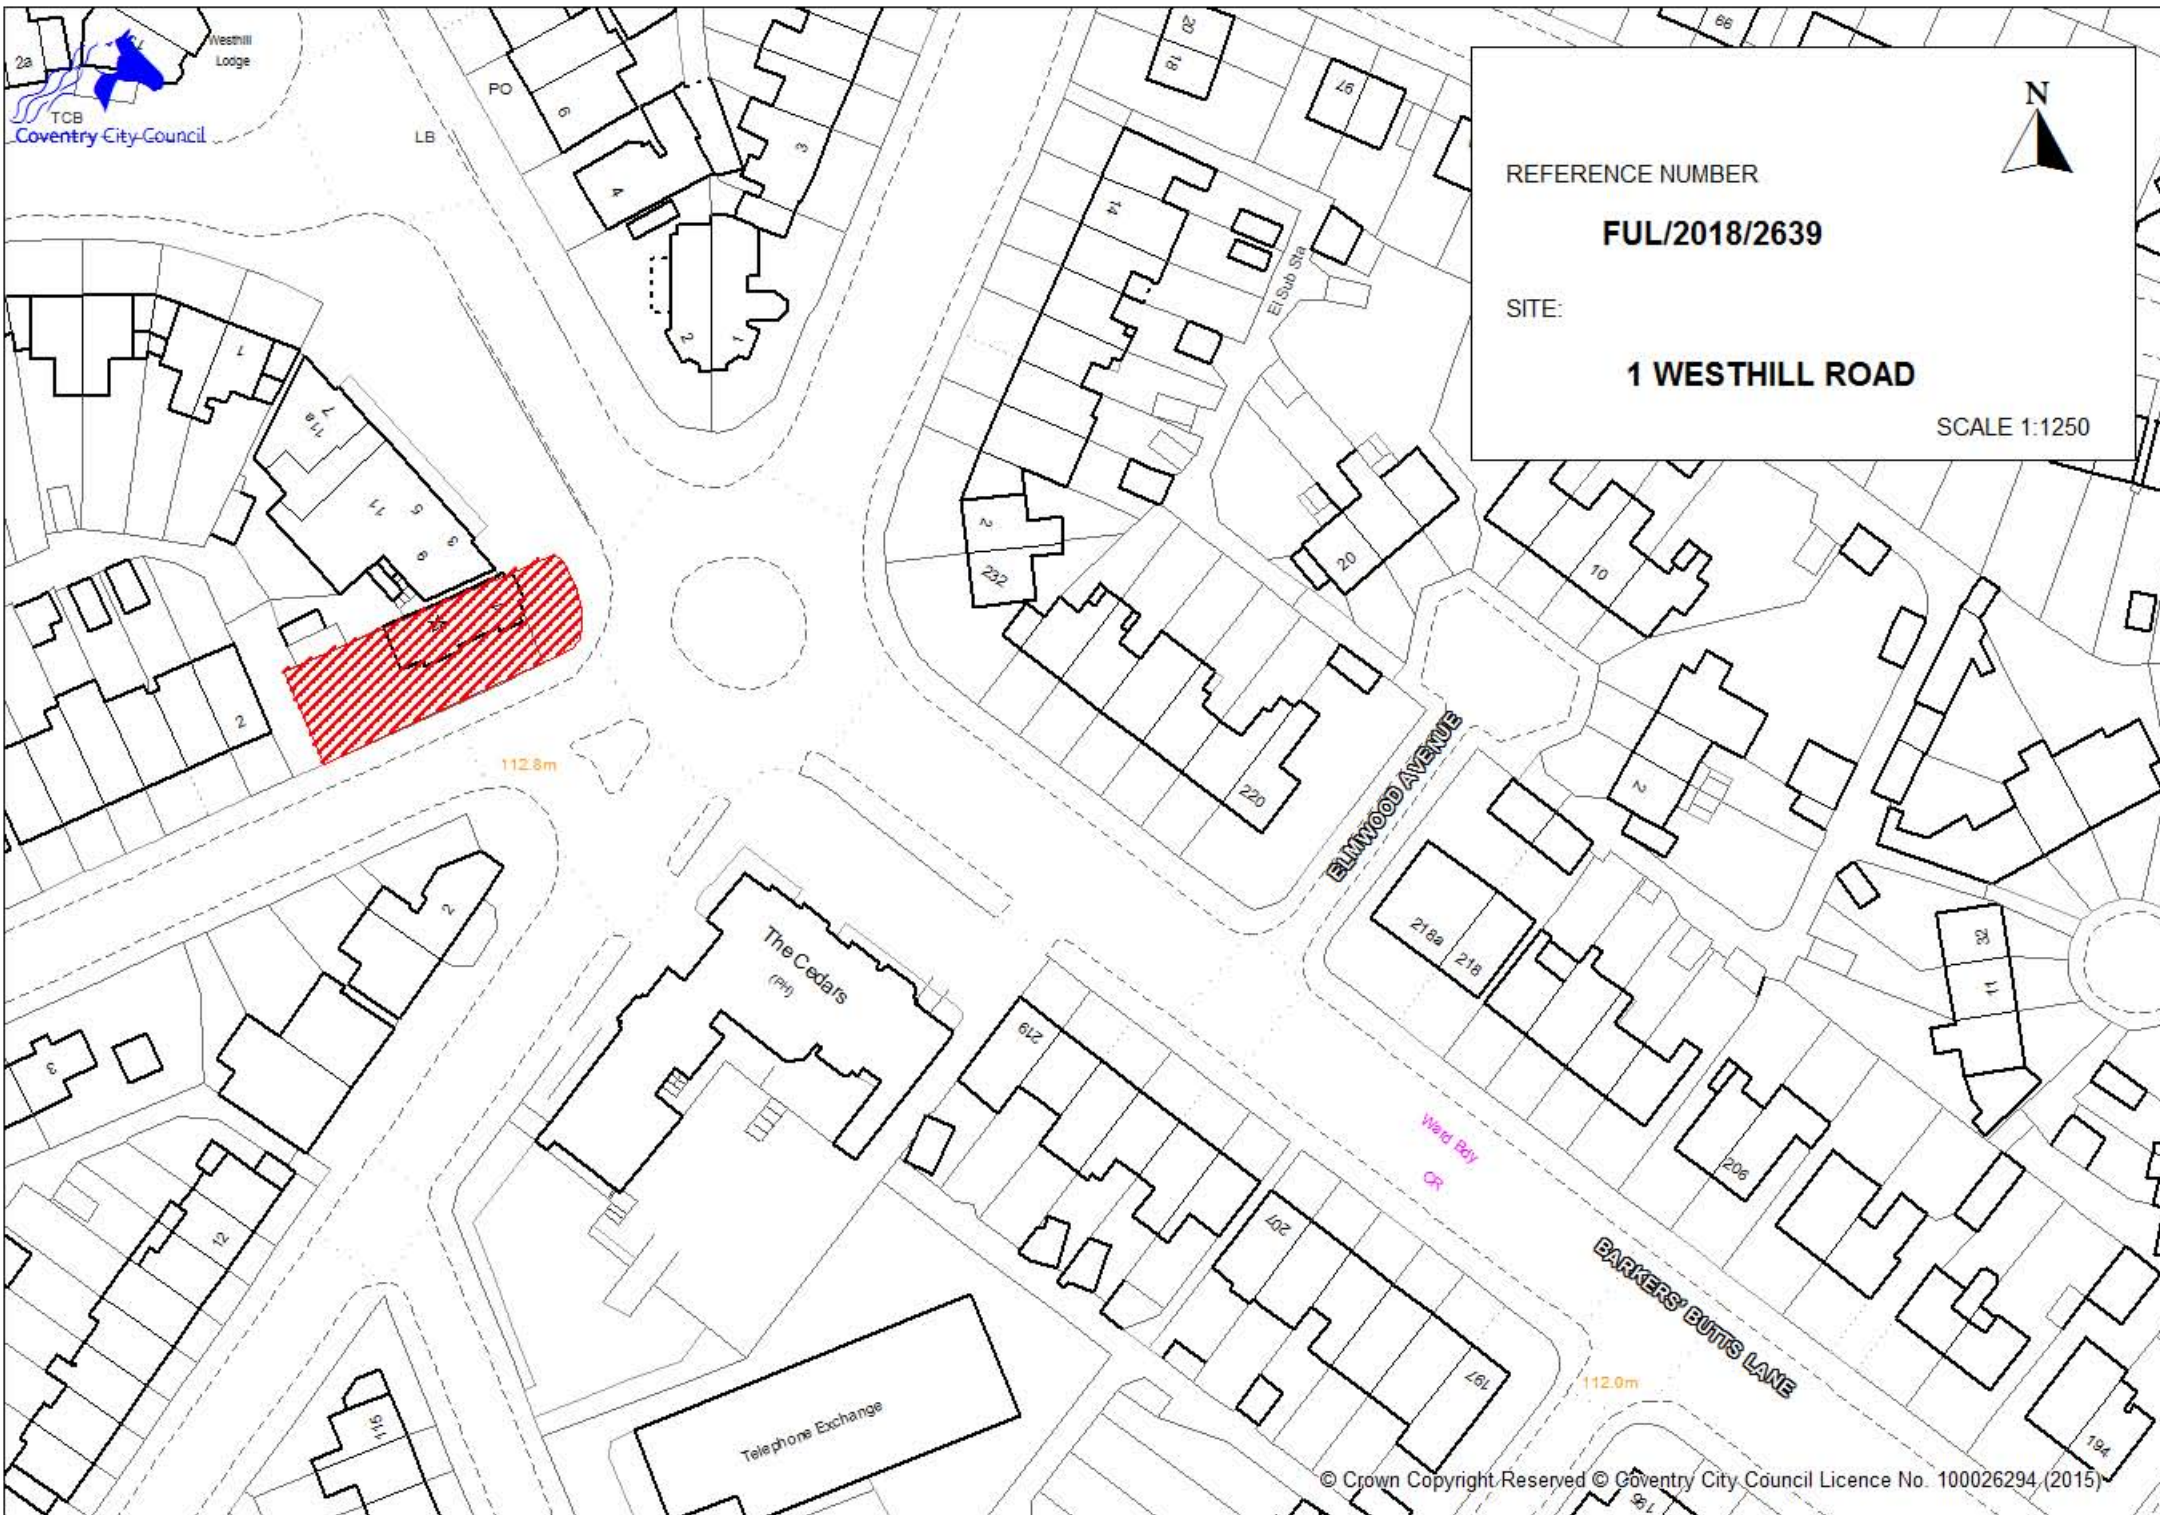 2a
Westhill
Lodge
TCB
Coventry City Council
PO
LB
6
4
3
2
1
20
18
97
99
14
El Sub Sta
REFERENCE NUMBER
N
FUL/2018/2639
SITE:
1 WESTHILL ROAD
SCALE 1:1250
1
7
11a
11
5
3
9
2
112.8m
2
232
20
10
220
ELMWOOD AVENUE
2
218a
218
2
3
12
The Cedars
(PH)
219
32
11
206
207
Ward Bdy
CR
BARKERS' BUTTS LANE
197
112.0m
194
115
Telephone Exchange
© Crown Copyright Reserved © Coventry City Council Licence No. 100026294 (2015)
195